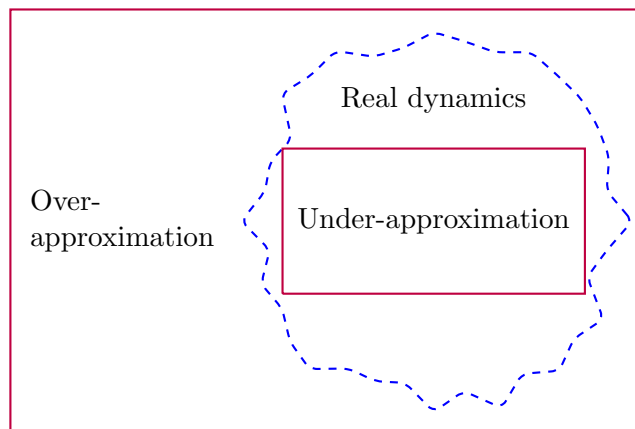 Real dynamics
Over-
approximation
Under-approximation